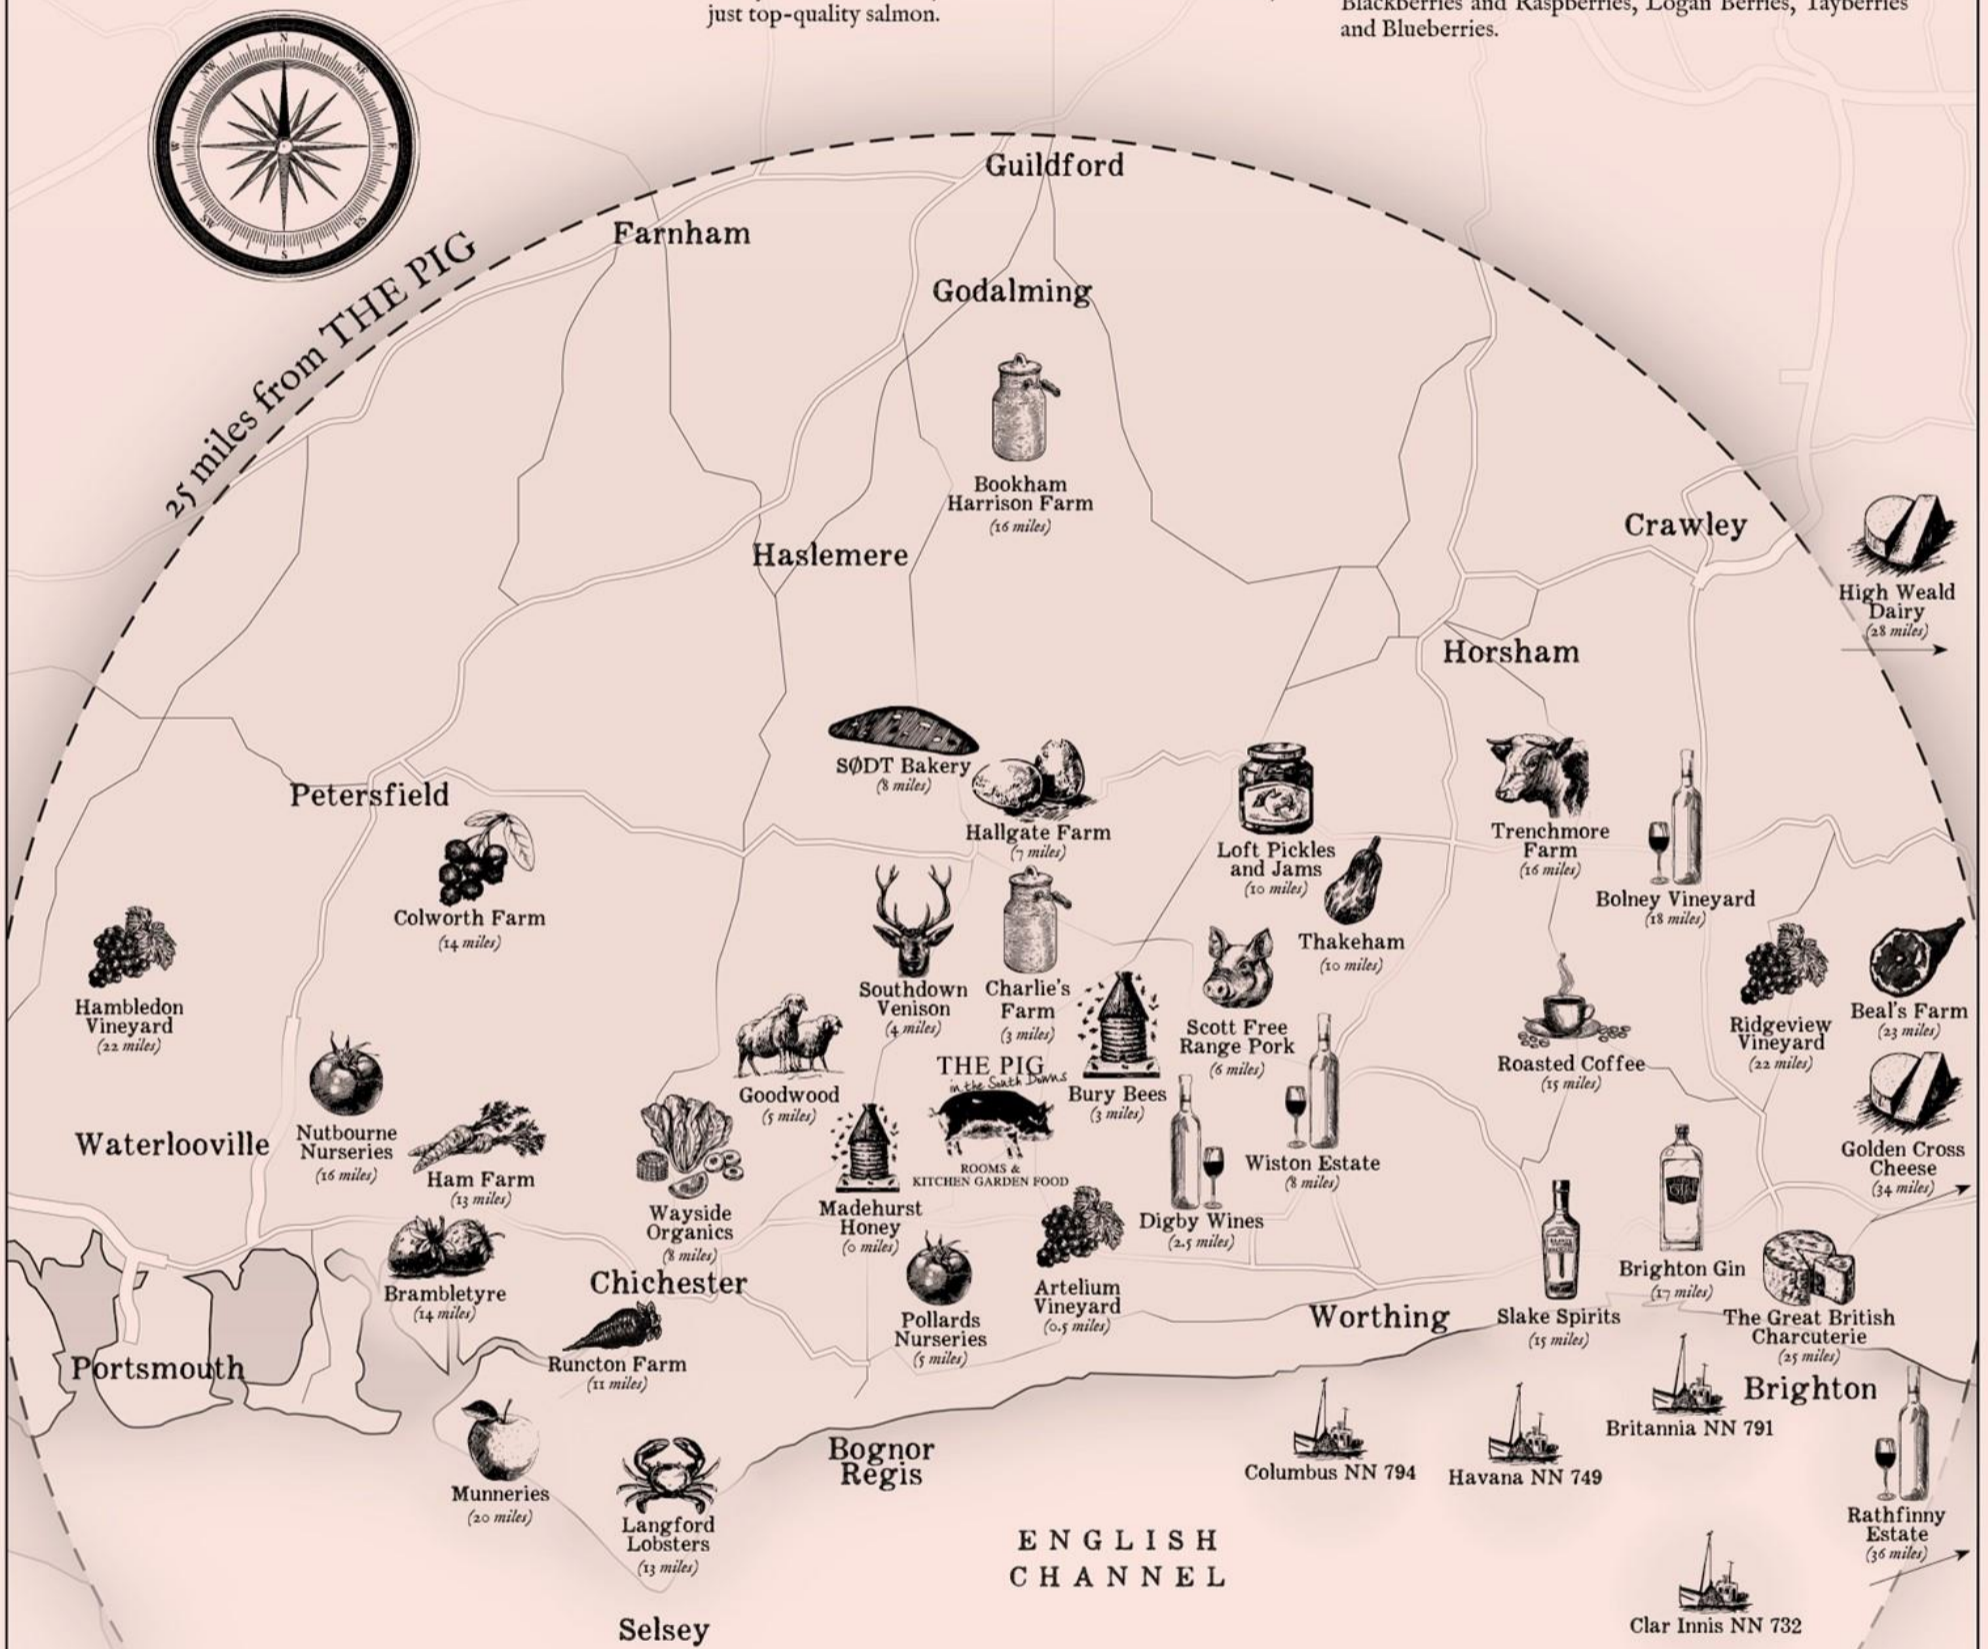 just top-quality salmon.
Blackberries and Raspberries, Logan Berries, Tayberries
and Blueberries.
N
NE
E
ES
S
SW
W
NW
25 miles from THE PIG
Guildford
Farnham
Godalming
Bookham
Harrison Farm
(16 miles)
Crawley
Haslemere
High Weald
Dairy
(28 miles)
Horsham
SØDT Bakery
(8 miles)
Petersfield
Hallgate Farm
(7 miles)
Loft Pickles
and Jams
(10 miles)
Trenchmore
Farm
(16 miles)
Bolney Vineyard
(18 miles)
Colworth Farm
(14 miles)
Thakeham
(10 miles)
Hambledon
Vineyard
(22 miles)
Southdown
Venison
(4 miles)
Charlie's
Farm
(3 miles)
Scott Free
Range Pork
(6 miles)
Ridgeview
Vineyard
(22 miles)
Beal's Farm
(23 miles)
Roasted Coffee
(15 miles)
THE PIG
in the South Downs
ROOMS &
KITCHEN GARDEN FOOD
Goodwood
(5 miles)
Bury Bees
(3 miles)
Waterlooville
Nutbourne
Nurseries
(16 miles)
Ham Farm
(13 miles)
Wiston Estate
(8 miles)
Golden Cross
Cheese
(34 miles)
Wayside
Organics
(8 miles)
Madehurst
Honey
(0 miles)
Digby Wines
(2.5 miles)
GIN
Brighton Gin
(17 miles)
Chichester
Brambletyre
(14 miles)
Artelium
Vineyard
(0.5 miles)
Pollards
Nurseries
(5 miles)
Worthing
Slake Spirits
(15 miles)
The Great British
Charcuterie
(25 miles)
Portsmouth
Runcton Farm
(11 miles)
Brighton
Britannia NN 791
Bognor
Regis
Columbus NN 794
Havana NN 749
Munneries
(20 miles)
Langford
Lobsters
(13 miles)
Rathfinny
Estate
(36 miles)
ENGLISH
CHANNEL
Selsey
Clar Innis NN 732